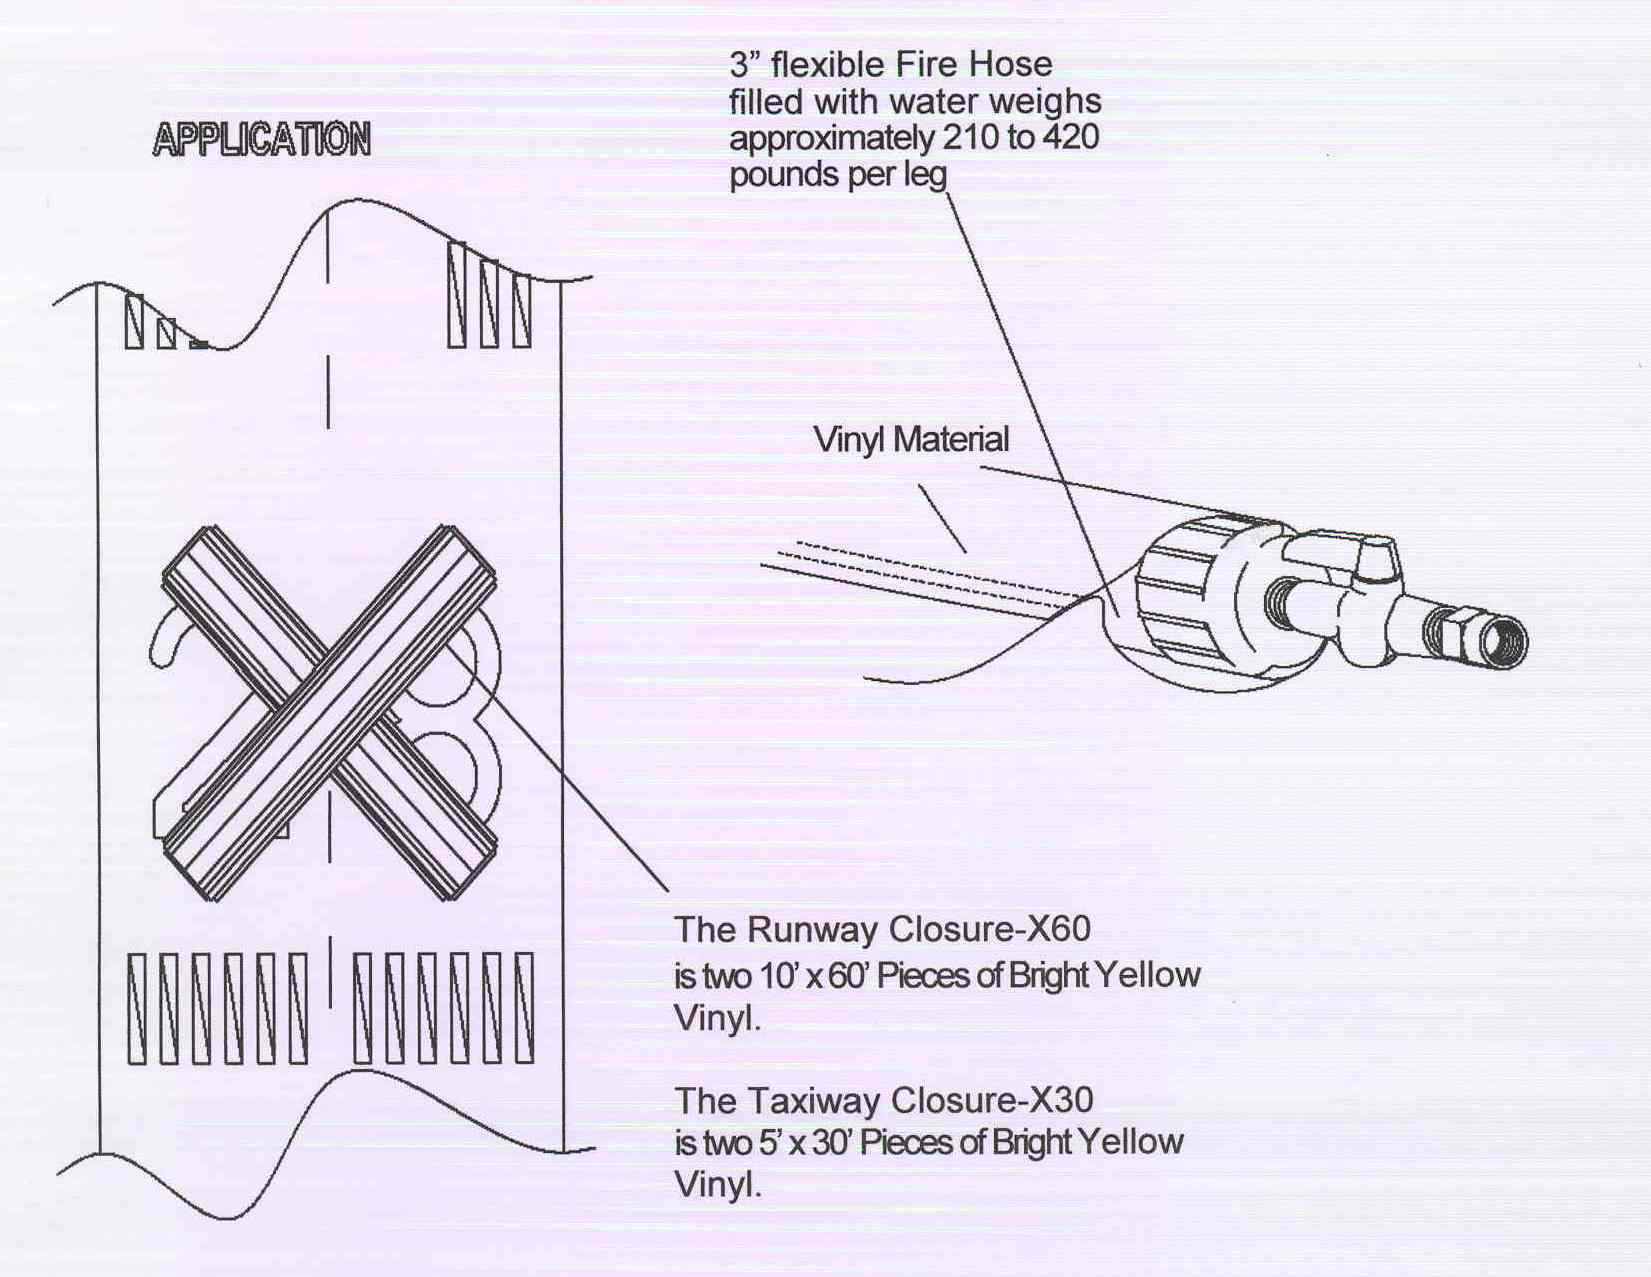 APPLICATION
3” flexible Fire Hose
filled with water weighs
approximately 210 to 420
pounds per leg
Vinyl Material
The Runway Closure-X60
is two 10’ x 60’ Pieces of Bright Yellow
Vinyl.
The Taxiway Closure-X30
is two 5’ x 30’ Pieces of Bright Yellow
Vinyl.